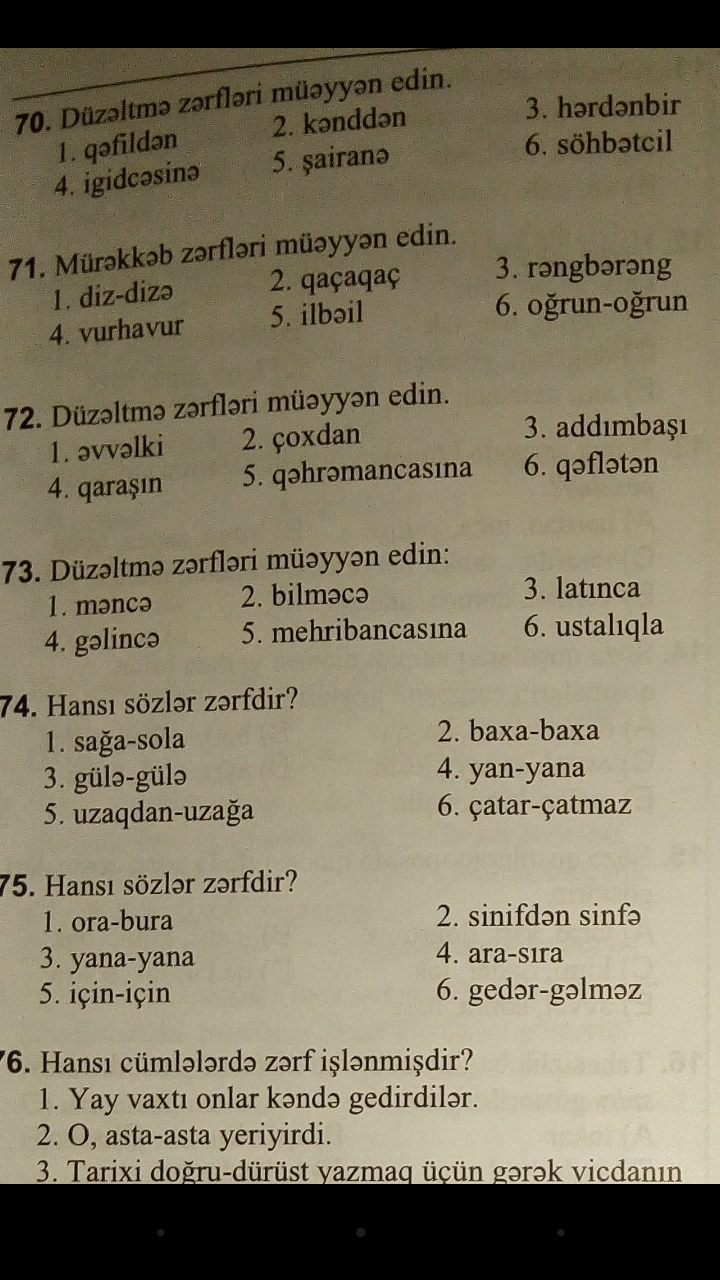 70. Düzəltmə zərfləri müəyyən edin.
1. qəfildən 2. kənddən 3. hərdənbir
4. igidcəsinə 5. şairanə 6. söhbətcil
71. Mürəkkəb zərfləri müəyyən edin.
1. diz-dizə 2. qaçaqaç 3. rəngbərəng
4. vurhavur 5. ilbəil 6. oğrun-oğrun
72. Düzəltmə zərfləri müəyyən edin.
1. əvvəlki 2. çoxdan 3. addımbaşı
4. qaraşın 5. qəhrəmancasına 6. qəflətən
73. Düzəltmə zərfləri müəyyən edin:
1. məncə 2. bilməcə 3. latınca
4. gəlincə 5. mehribancasına 6. ustalıqla
74. Hansı sözlər zərfdir?
1. sağa-sola 2. baxa-baxa
3. gülə-gülə 4. yan-yana
5. uzaqdan-uzağa 6. çatar-çatmaz
75. Hansı sözlər zərfdir?
1. ora-bura 2. sinifdən sinfə
3. yana-yana 4. ara-sıra
5. için-için 6. gedər-gəlməz
76. Hansı cümlələrdə zərf işlənmişdir?
1. Yay vaxtı onlar kəndə gedirdilər.
2. O, asta-asta yeriyirdi.
3. Tarixi doğru-dürüst yazmaq üçün gərək vicdanın